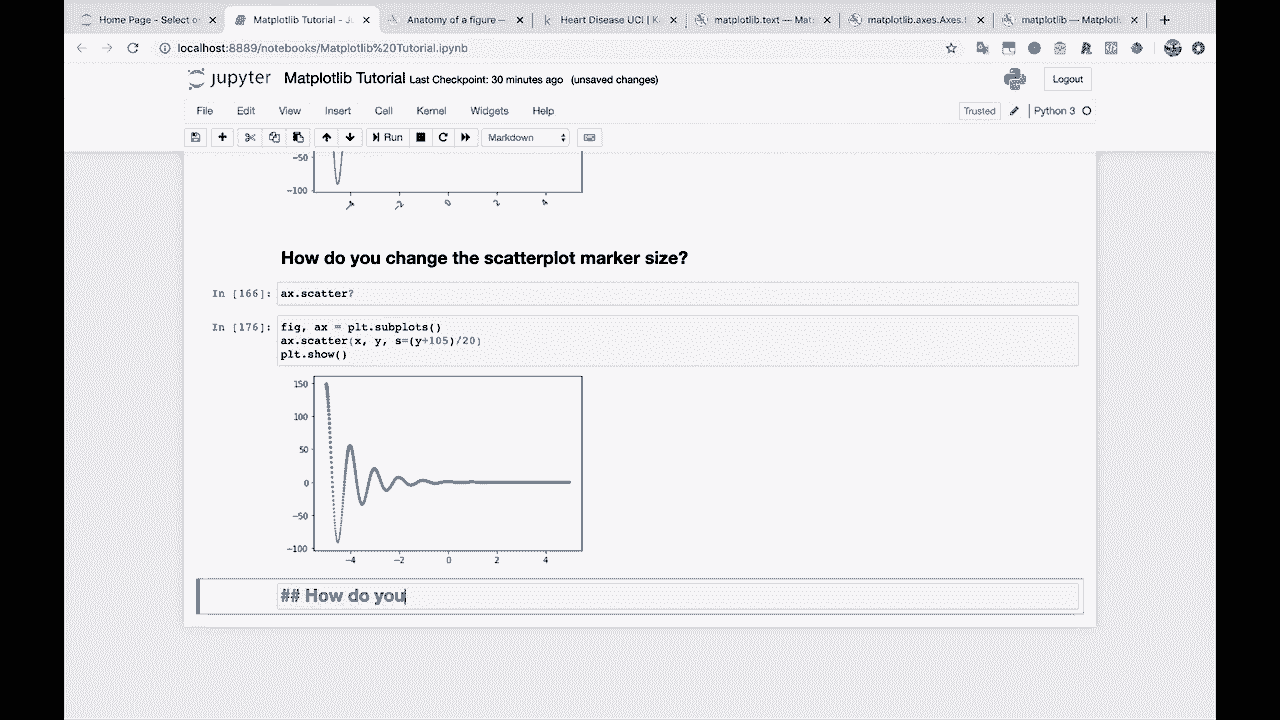 Home Page - Select o
Matplotlib Tutorial - J
Anatomy of a figure —
Heart Disease UCI | K
matplotlib.text — Mat
matplotlib.axes.Axes.
matplotlib — Matplotl
localhost:8889/notebooks/Matplotlib%20Tutorial.ipynb
jupyter Matplotlib Tutorial Last Checkpoint: 30 minutes ago (unsaved changes)
Logout
File Edit View Insert Cell Kernel Widgets Help
Trusted Python 3
Run Markdown
−50
−100
−4 −2 0 2 4
How do you change the scatterplot marker size?
In [166]: ax.scatter?
In [176]: fig, ax = plt.subplots()
ax.scatter(x, y, s=(y+105)/20)
plt.show()
150
100
50
0
−50
−100
−4 −2 0 2 4
## How do you